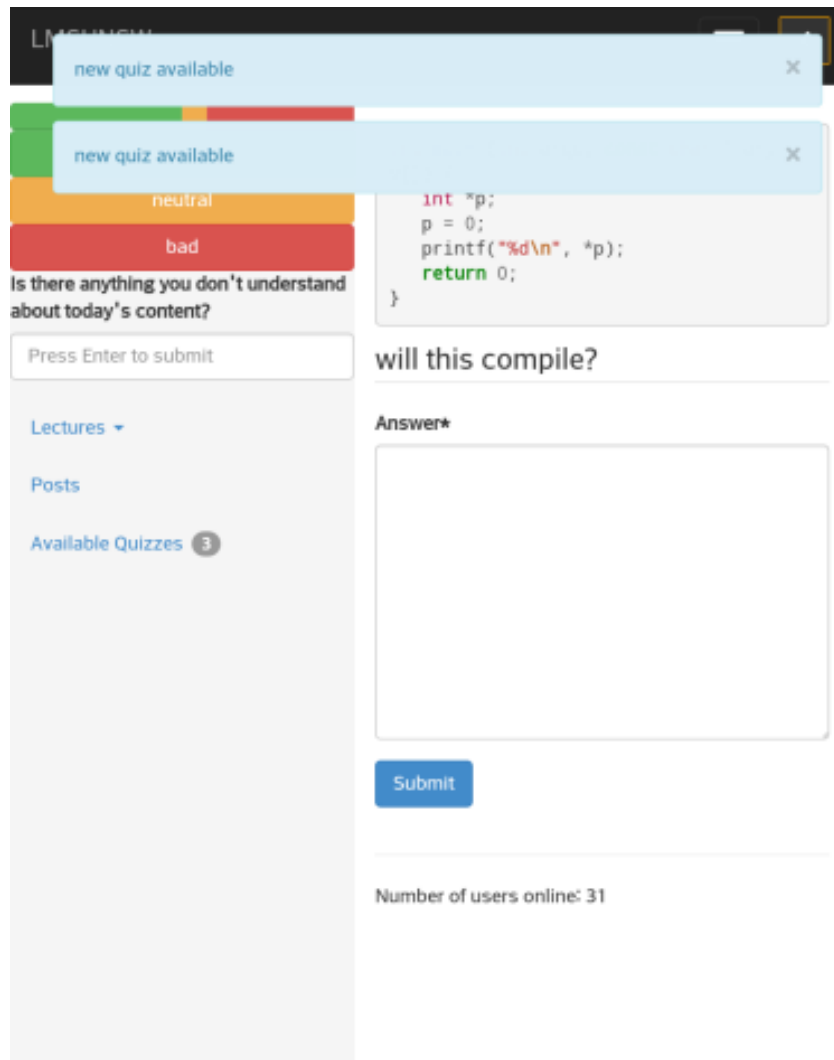 new quiz available ×
new quiz available ×
neutral
bad
Is there anything you don't understand
about today's content?
Press Enter to submit
Lectures
Posts
Available Quizzes 3
int *p;
p = 0;
printf("%d\n", *p);
return 0;
}
will this compile?
Answer*
Submit
Number of users online: 31